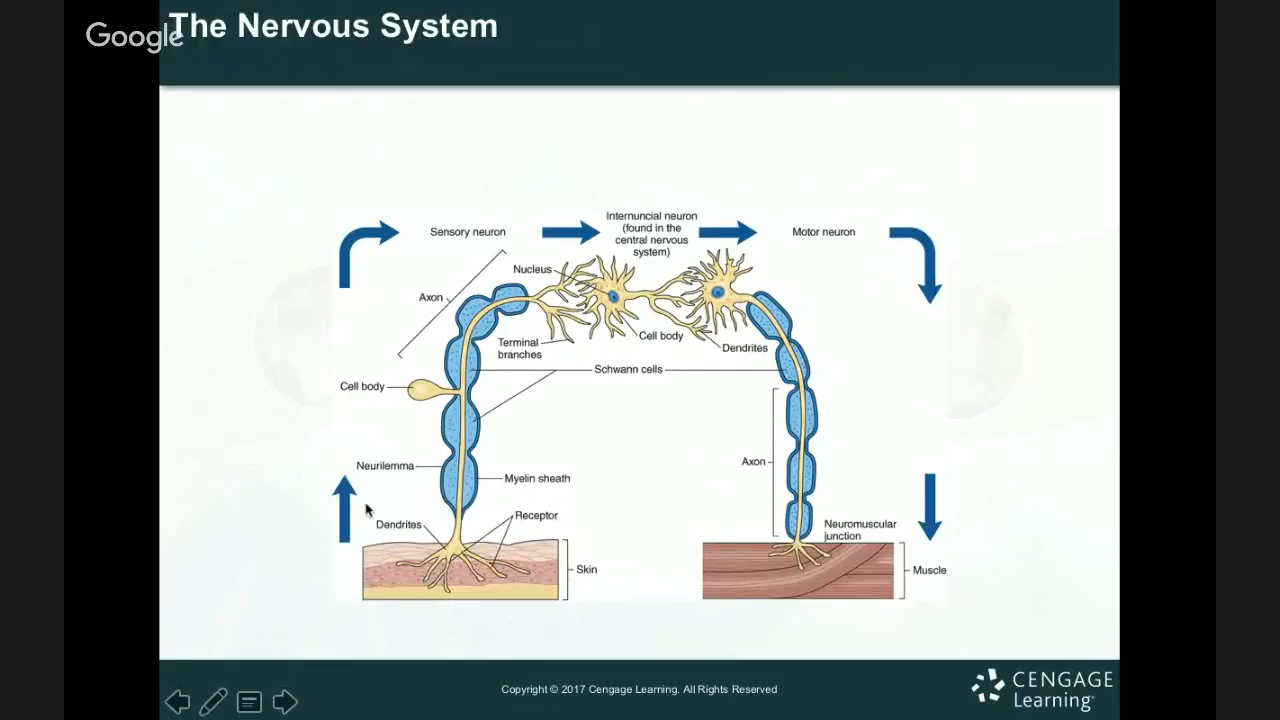 Google
The Nervous System
Sensory neuron
Internuncial neuron
(found in the
central nervous
system)
Motor neuron
Nucleus
Axon
Terminal
branches
Cell body
Dendrites
Schwann cells
Cell body
Neurilemma
Myelin sheath
Axon
Dendrites
Receptor
Neuromuscular
junction
Skin
Muscle
Copyright © 2017 Cengage Learning. All Rights Reserved
CENGAGE
Learning